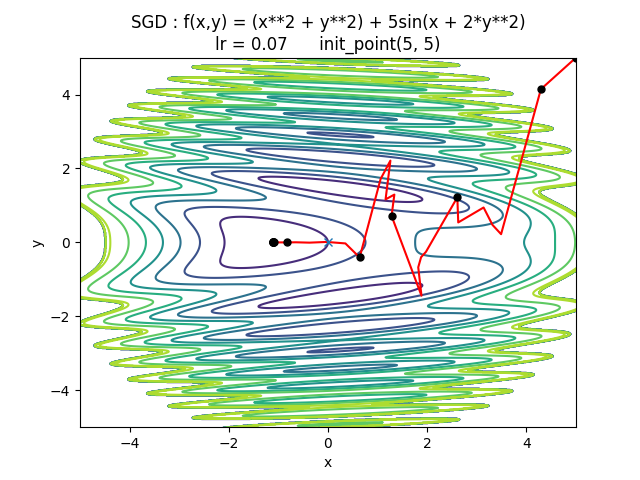 SGD : f(x,y) = (x**2 + y**2) + 5sin(x + 2*y**2)
lr = 0.07 init_point(5, 5)
4
2
0
−2
−4
y
−4 −2 0 2 4
x